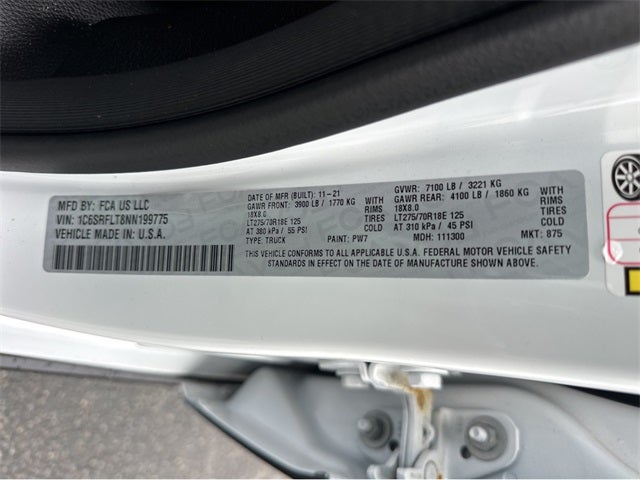 MFD BY: FCA US LLC
VIN: 1C6SRFLT8NN199775
VEHICLE MADE IN: U.S.A.
DATE OF MFR (BUILT): 11-21 GVWR: 7100 LB / 3221 KG
GAWR FRONT: 3900 LB / 1770 KG WITH GAWR REAR: 4100 LB / 1860 KG WITH
18X8.0 RIMS 18X8.0 RIMS
LT275/70R18E 125 TIRES LT275/70R18E 125 TIRES
AT 380 kPa / 55 PSI COLD AT 310 kPa / 45 PSI COLD
TYPE: TRUCK PAINT: PW7 MDH: 111300 MKT: 875
THIS VEHICLE CONFORMS TO ALL APPLICABLE U.S.A. FEDERAL MOTOR VEHICLE SAFETY
STANDARDS IN EFFECT ON THE DATE OF MANUFACTURE SHOWN ABOVE.